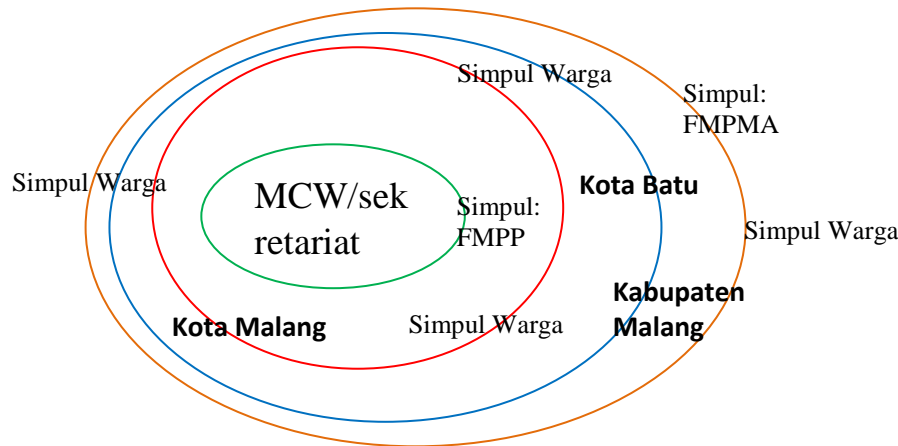 Simpul Warga
Simpul:
FMPMA
Simpul Warga
Kota Batu
MCW/sek
retariat
Simpul:
FMPP
Simpul Warga
Kabupaten
Malang
Kota Malang
Simpul Warga